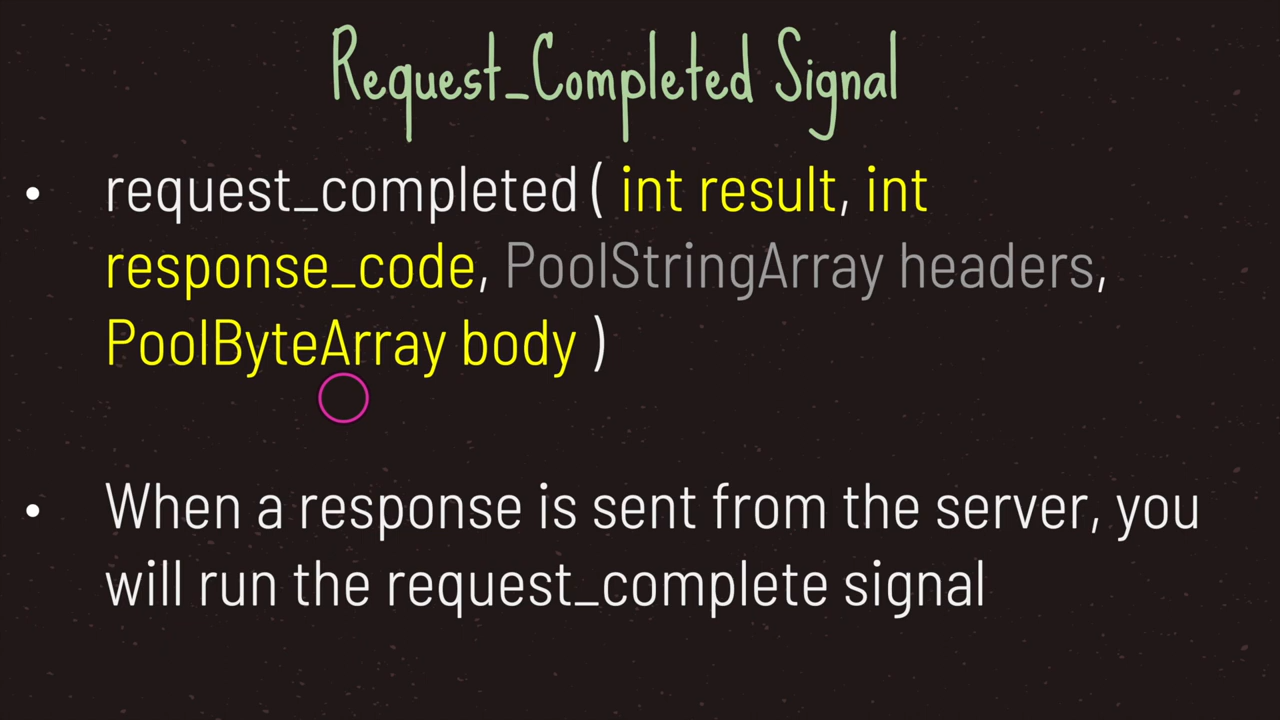 Request_Completed Signal
• request_completed ( int result, int
response_code, PoolStringArray headers,
PoolByteArray body )
• When a response is sent from the server, you
will run the request_complete signal